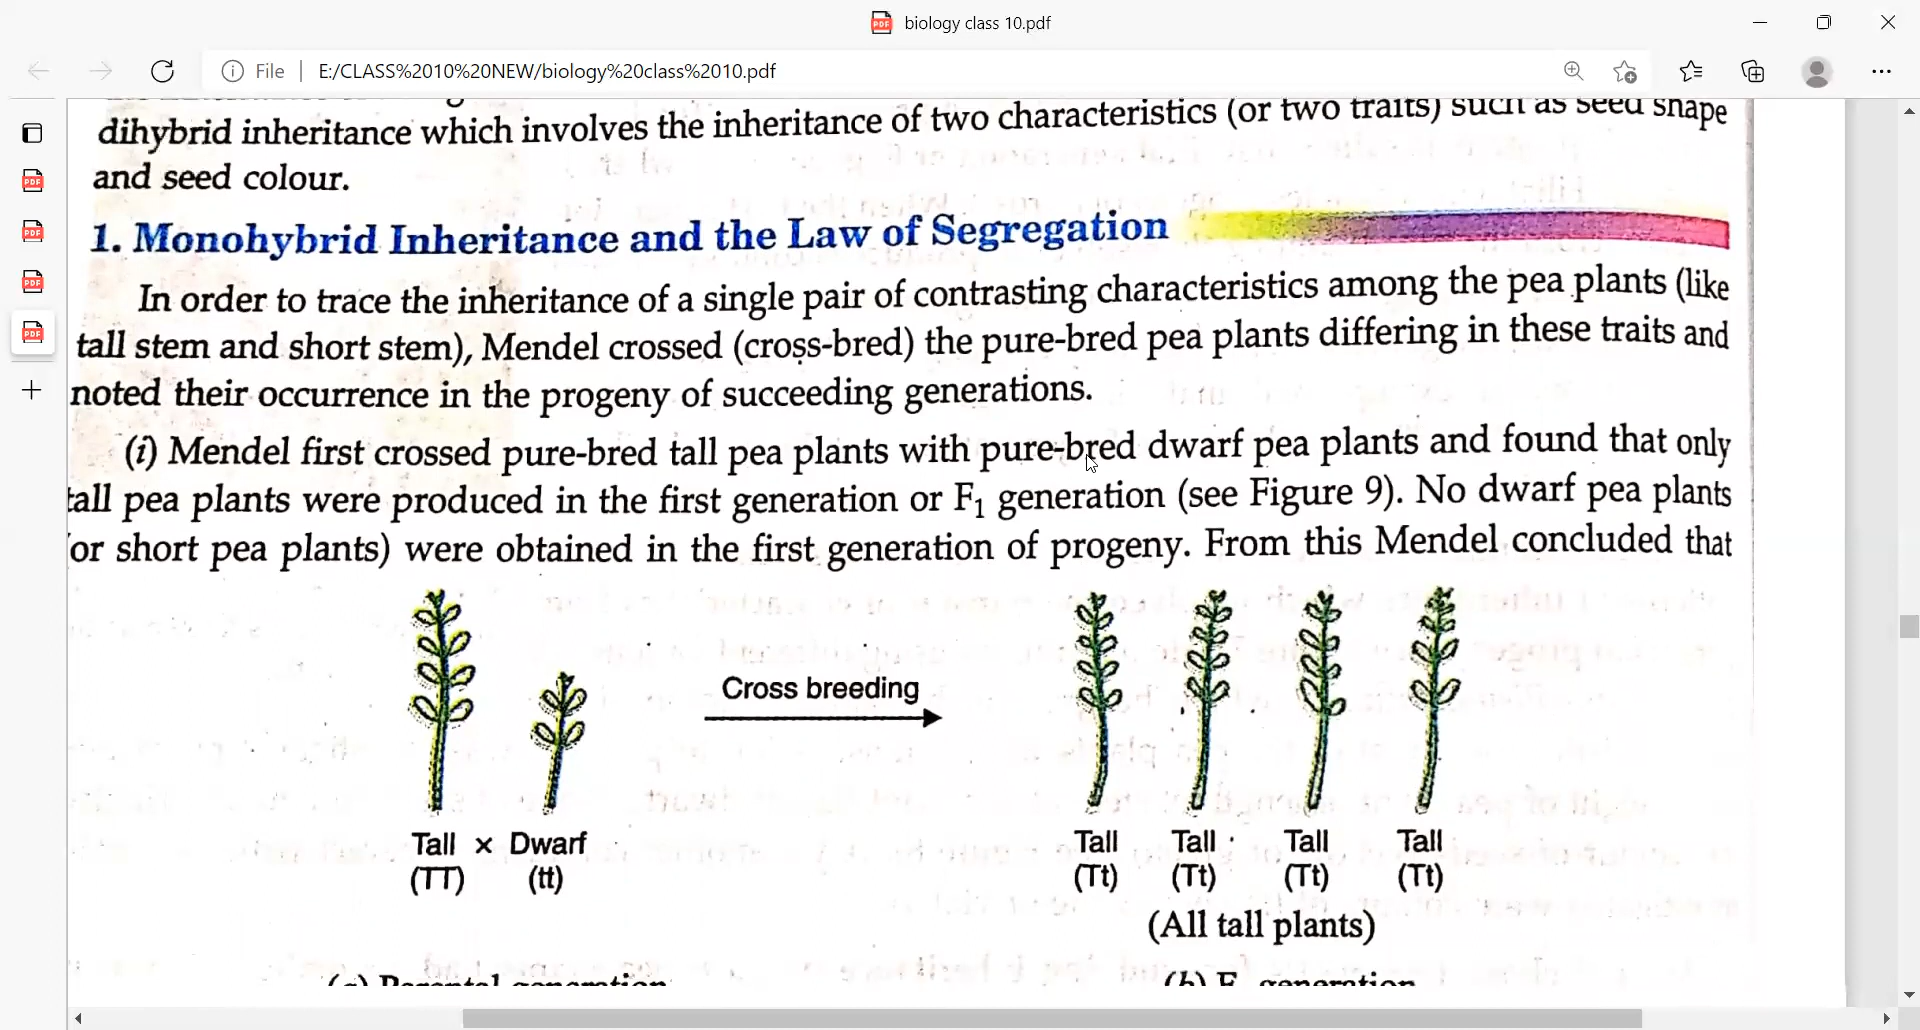 biology class 10.pdf
File | E:/CLASS%2010%20NEW/biology%20class%2010.pdf
dihybrid inheritance which involves the inheritance of two characteristics (or two traits) such as seed shape
and seed colour.
1. Monohybrid Inheritance and the Law of Segregation
In order to trace the inheritance of a single pair of contrasting characteristics among the pea plants (like
tall stem and short stem), Mendel crossed (cross-bred) the pure-bred pea plants differing in these traits and
noted their occurrence in the progeny of succeeding generations.
(i) Mendel first crossed pure-bred tall pea plants with pure-bred dwarf pea plants and found that only
tall pea plants were produced in the first generation or F₁ generation (see Figure 9). No dwarf pea plants
(or short pea plants) were obtained in the first generation of progeny. From this Mendel concluded that
Cross breeding
Tall × Dwarf
(TT) (tt)
Tall Tall Tall Tall
(Tt) (Tt) (Tt) (Tt)
(All tall plants)
(a) Parental generation (b) F₁ generation